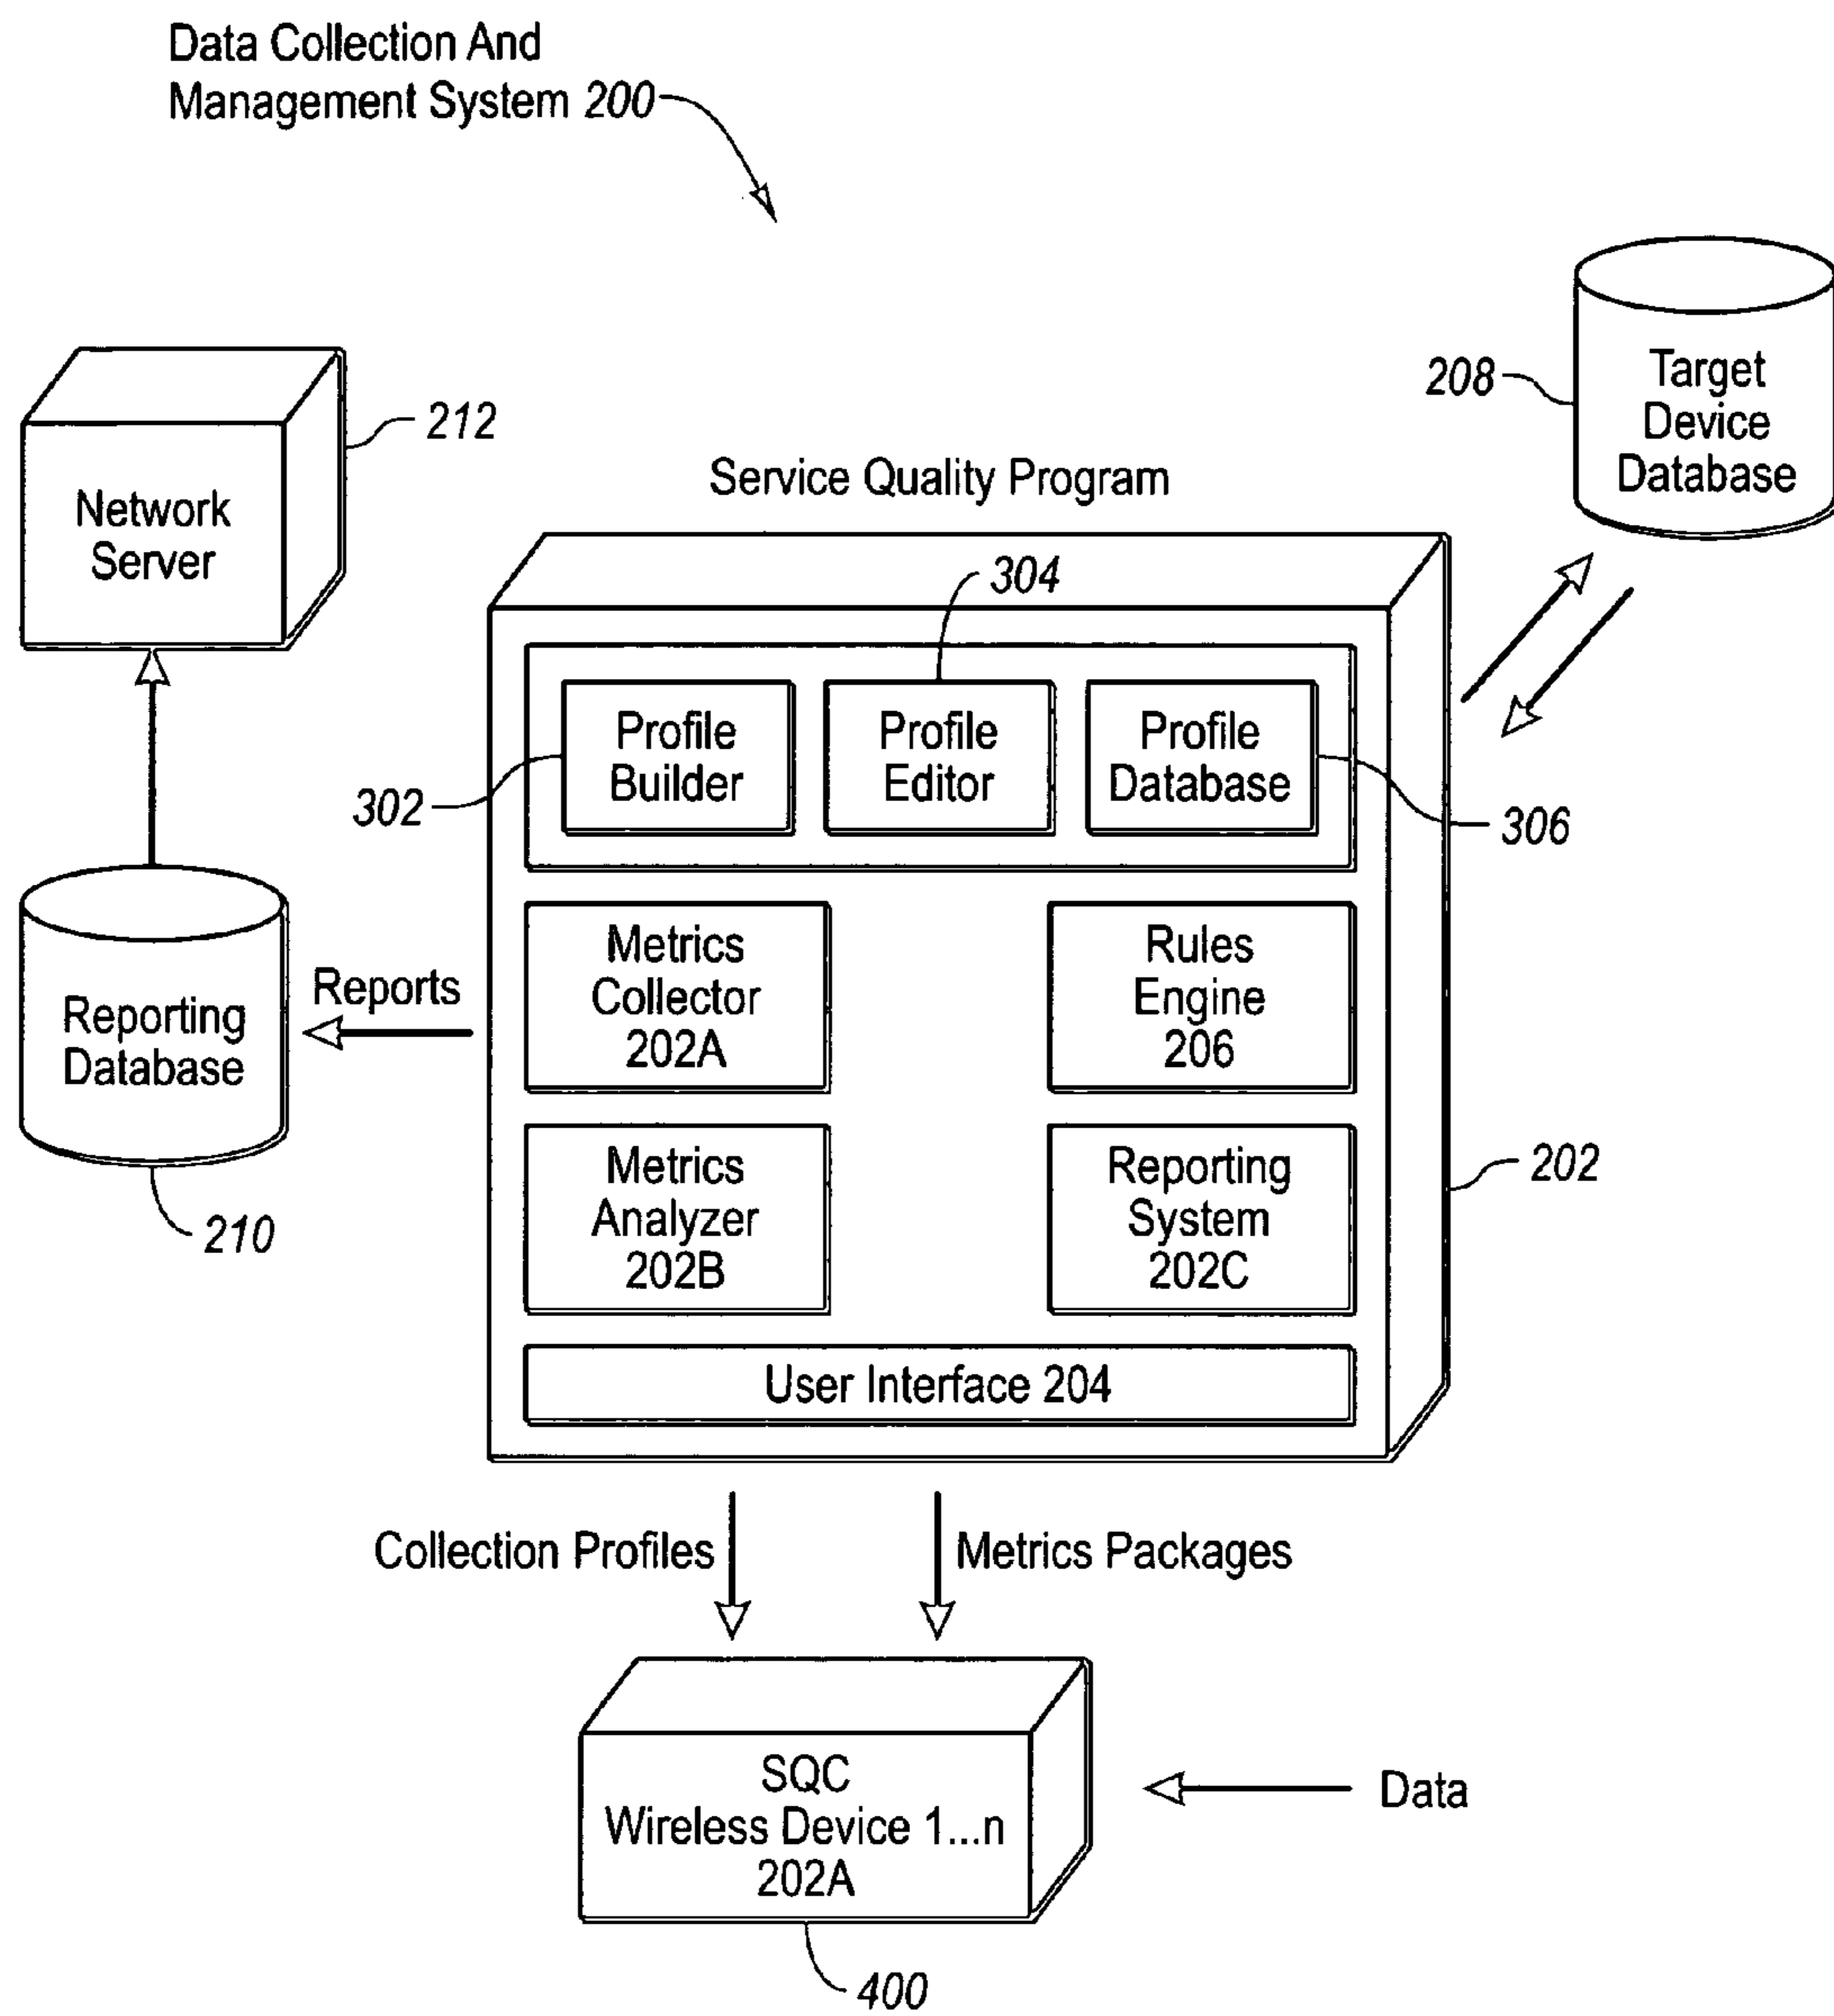 Data Collection And
Management System 200
212
Network
Server
208
Target
Device
Database
Service Quality Program
304
Profile
Builder
Profile
Editor
Profile
Database
302
306
Metrics
Collector
202A
Rules
Engine
206
Reports
Reporting
Database
210
Metrics
Analyzer
202B
Reporting
System
202C
202
User Interface 204
Collection Profiles
Metrics Packages
SQC
Wireless Device 1...n
202A
Data
400